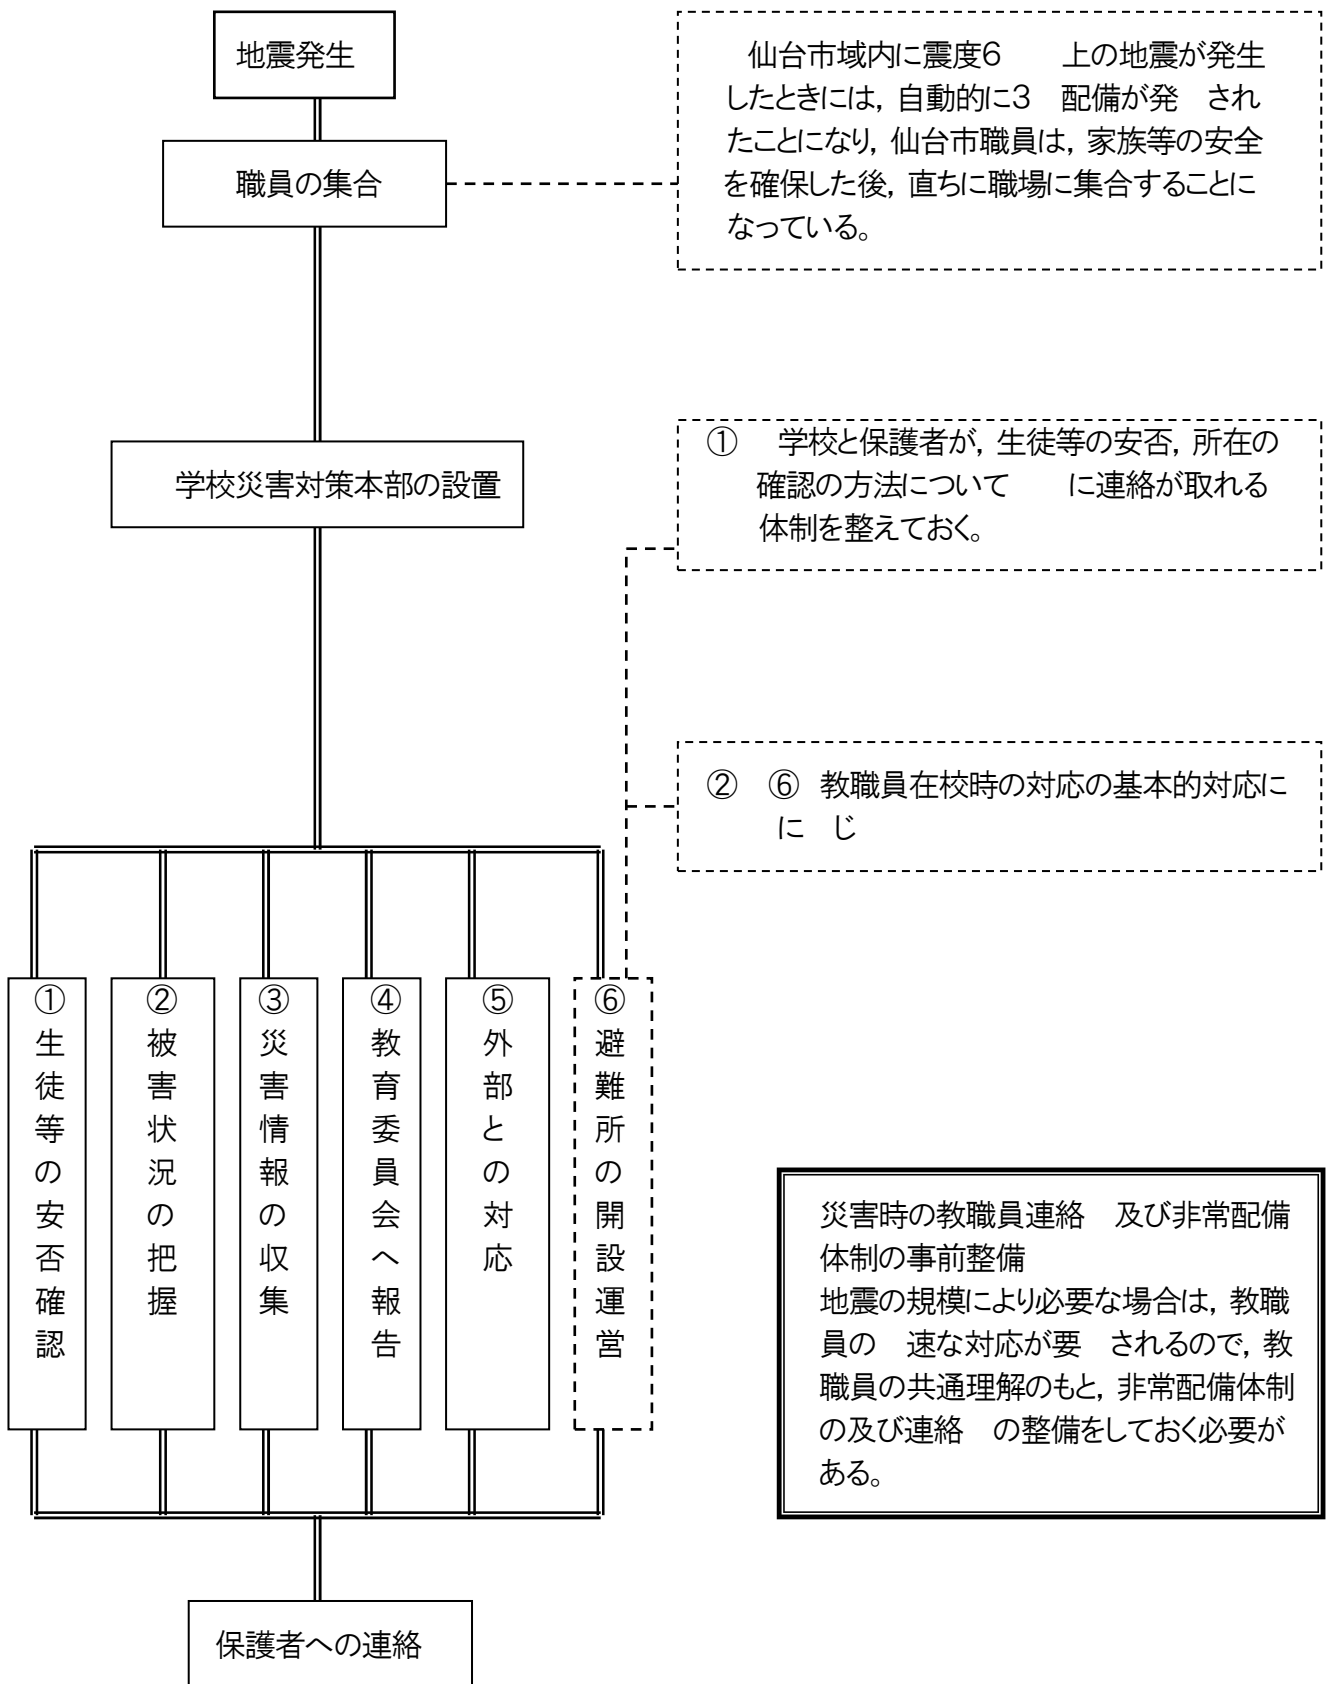 地震発生
職員の集合
仙台市域内に震度6　　上の地震が発生
したときには，自動的に3　配備が発　され
たことになり，仙台市職員は，家族等の安全
を確保した後，直ちに職場に集合することに
なっている。
学校災害対策本部の設置
①　学校と保護者が，生徒等の安否，所在の
確認の方法について　　に連絡が取れる
体制を整えておく。
②　⑥　教職員在校時の対応の基本的対応に
に　じ
①生徒等の安否確認
②被害状況の把握
③災害情報の収集
④教育委員会へ報告
⑤外部との対応
⑥避難所の開設運営
災害時の教職員連絡　及び非常配備
体制の事前整備
地震の規模により必要な場合は，教職
員の　速な対応が要　されるので，教
職員の共通理解のもと，非常配備体制
の及び連絡　の整備をしておく必要が
ある。
保護者への連絡